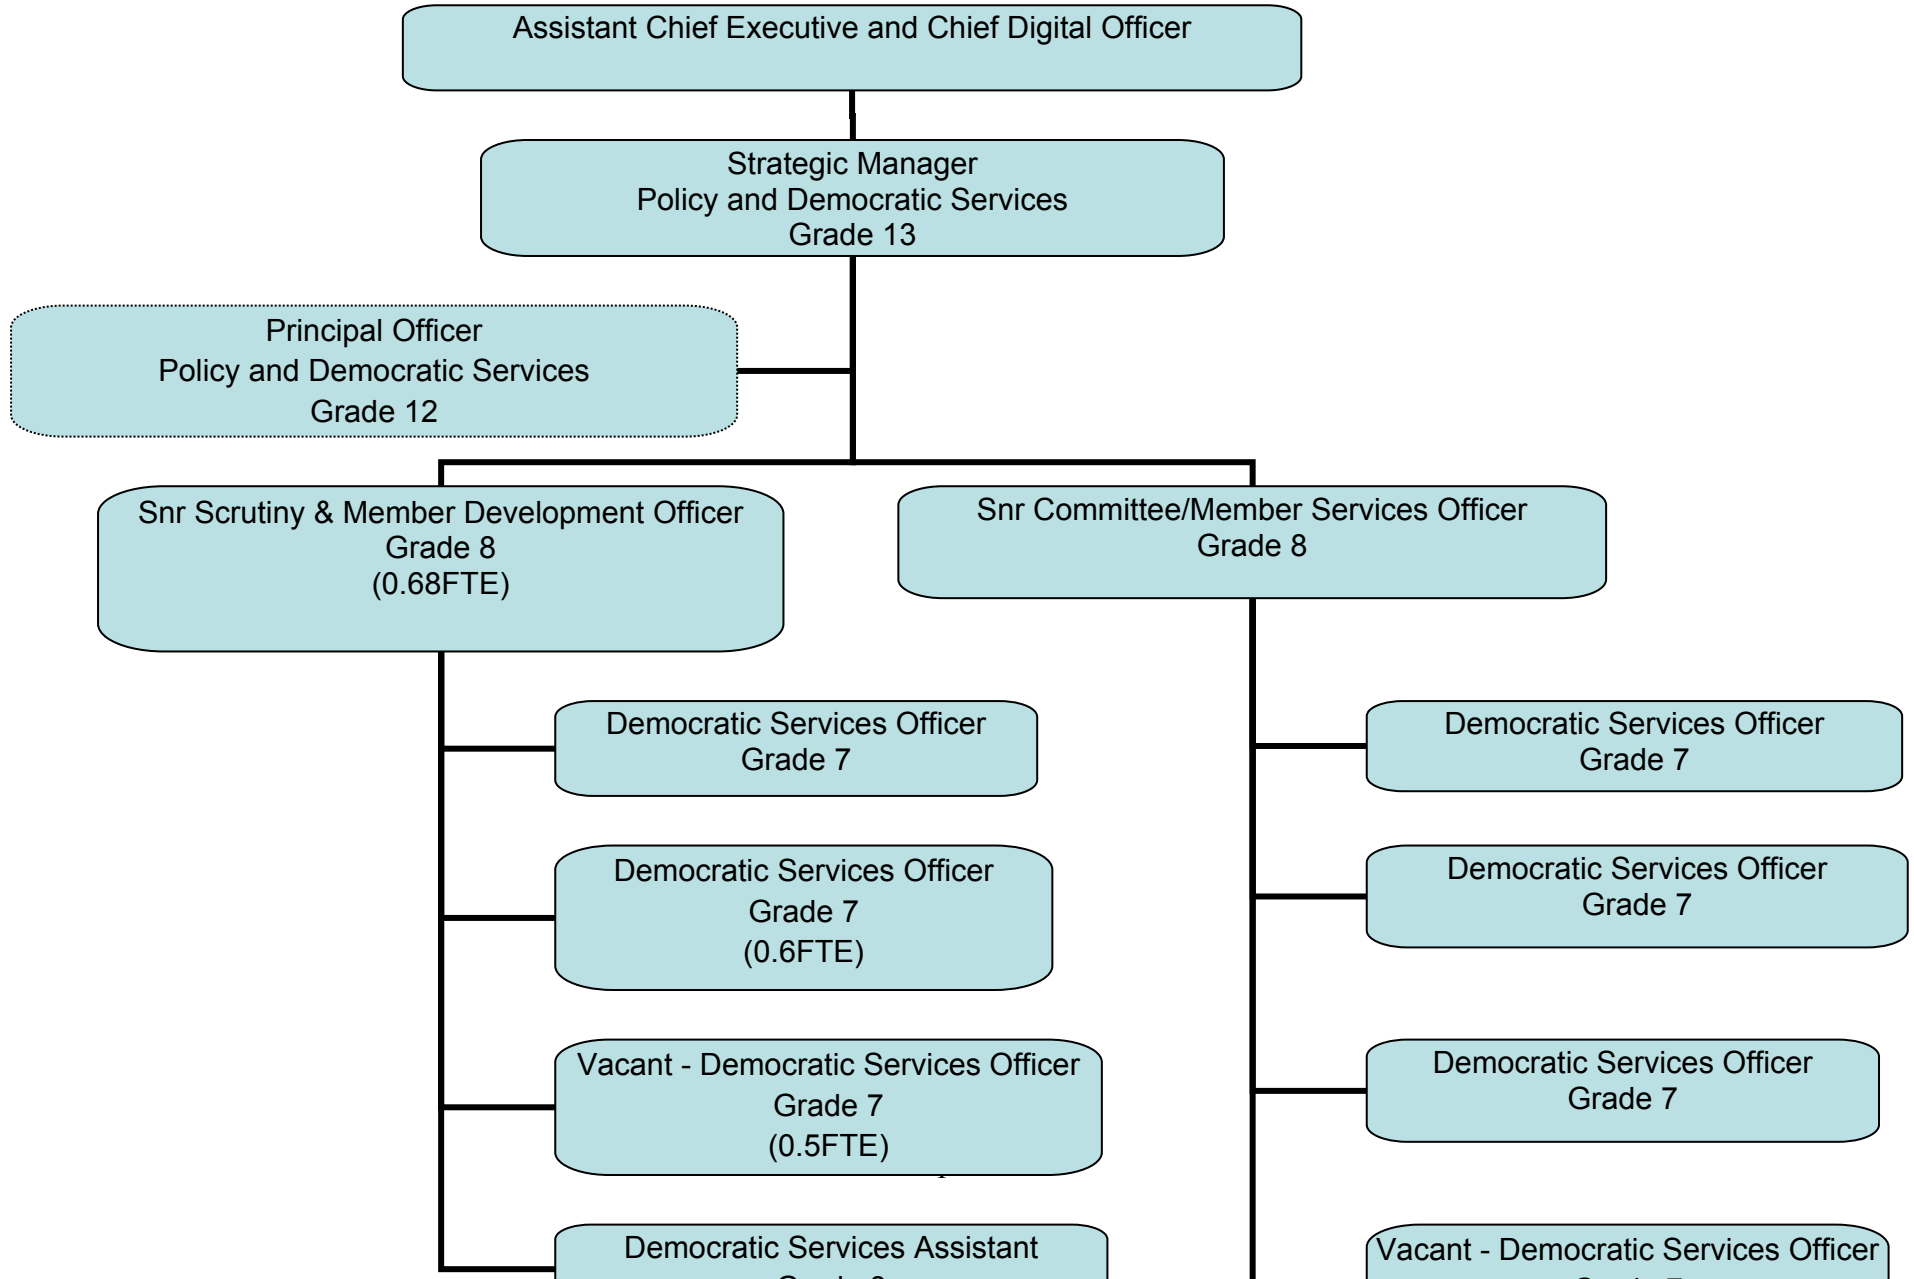 Assistant Chief Executive and Chief Digital Officer
Strategic Manager
Policy and Democratic Services
Grade 13
Principal Officer
Policy and Democratic Services
Grade 12
Snr Scrutiny & Member Development Officer
Grade 8
(0.68FTE)
Snr Committee/Member Services Officer
Grade 8
Democratic Services Officer
Grade 7
Democratic Services Officer
Grade 7
Democratic Services Officer
Grade 7
(0.6FTE)
Democratic Services Officer
Grade 7
Vacant - Democratic Services Officer
Grade 7
(0.5FTE)
Democratic Services Officer
Grade 7
Democratic Services Assistant
Vacant - Democratic Services Officer